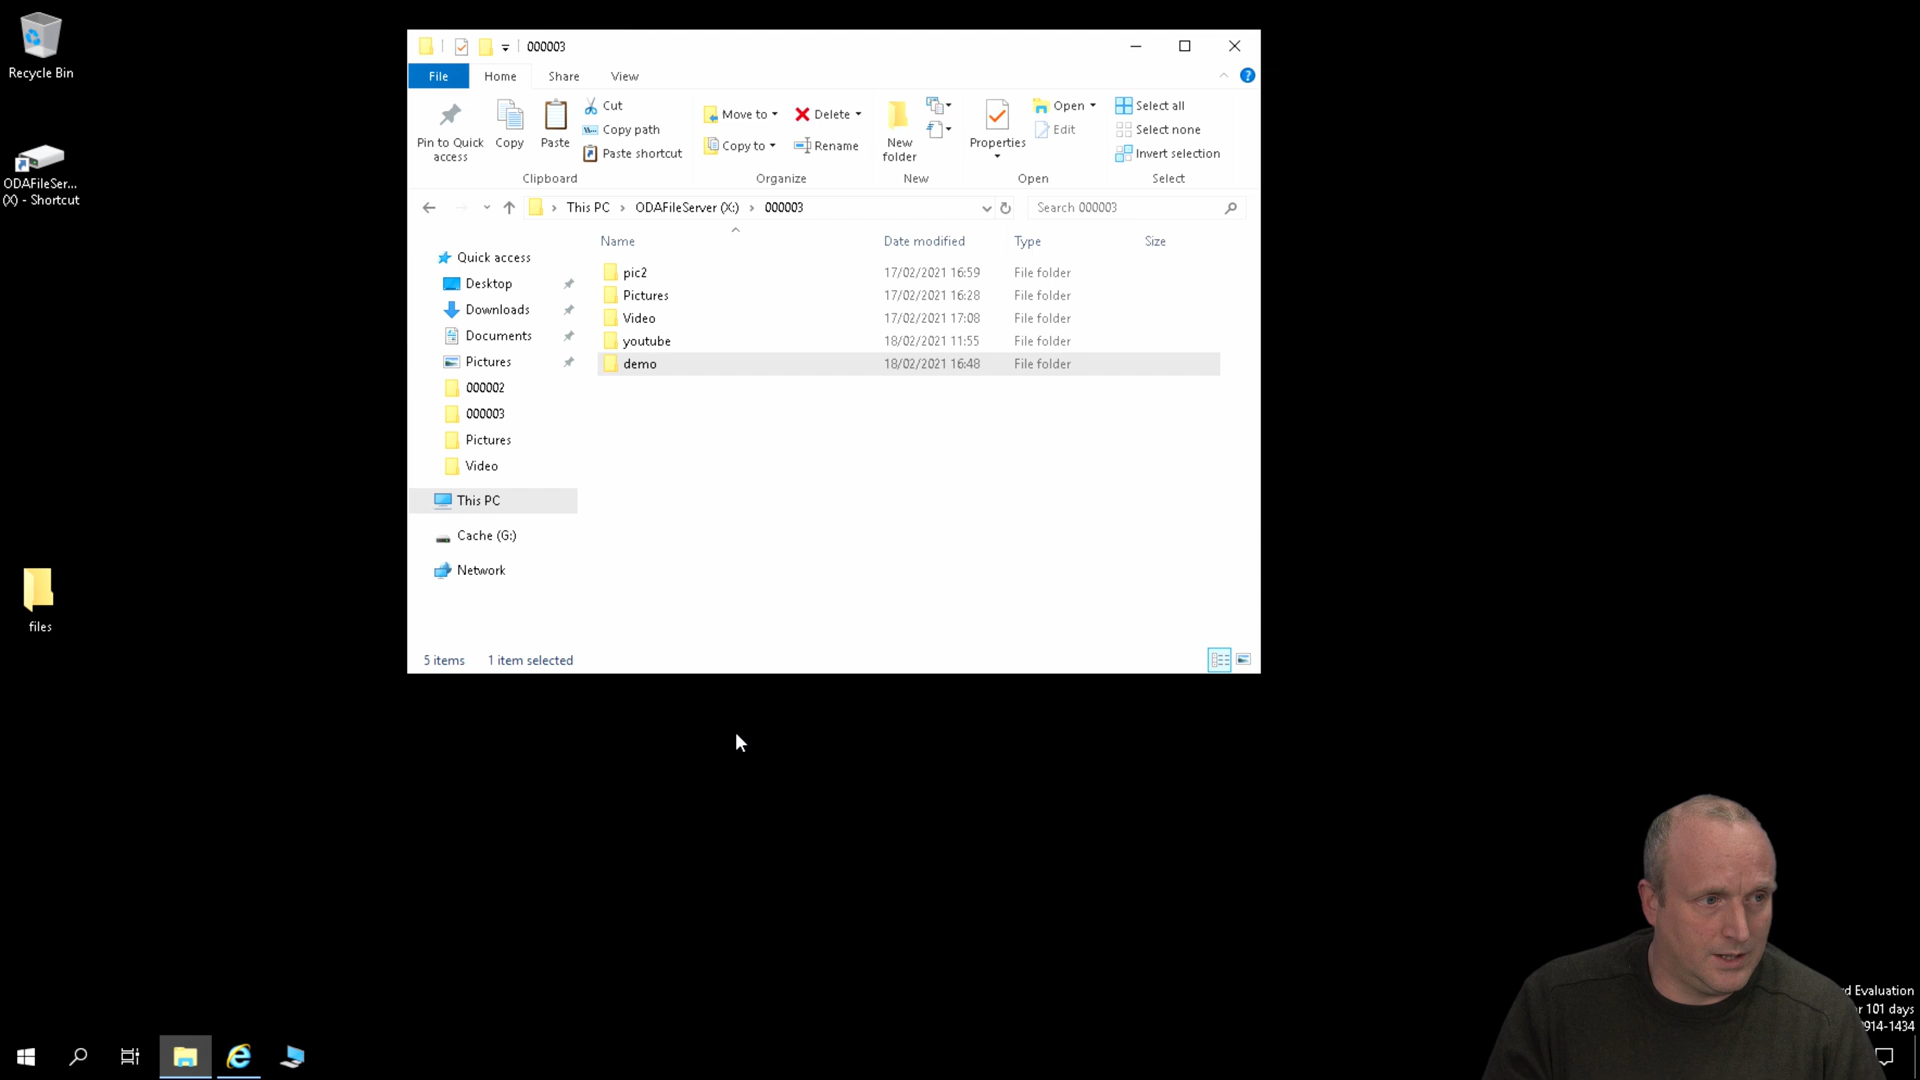 Recycle Bin
ODAFileSer...
(X) - Shortcut
files
000003
File
Home
Share
View
Pin to Quick
access
Copy
Paste
Cut
Copy path
Paste shortcut
Clipboard
Move to
Copy to
Delete
Rename
Organize
New
folder
New
Properties
Open
Edit
Open
Select all
Select none
Invert selection
Select
This PC > ODAFileServer (X:) > 000003
Search 000003
Name Date modified Type Size
pic2 17/02/2021 16:59 File folder
Pictures 17/02/2021 16:28 File folder
Video 17/02/2021 17:08 File folder
youtube 18/02/2021 11:55 File folder
demo 18/02/2021 16:48 File folder
Quick access
Desktop
Downloads
Documents
Pictures
000002
000003
Pictures
Video
This PC
Cache (G:)
Network
5 items 1 item selected
Evaluation
101 days
914-1434